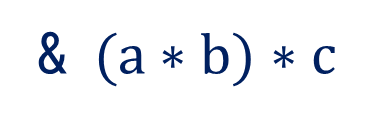 & (a ∗ b) ∗ c